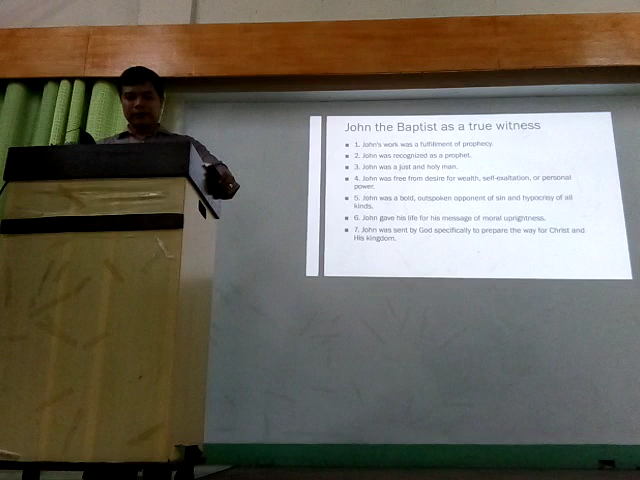 John the Baptist as a true witness
1. John's work was a fulfillment of prophecy.
2. John was recognized as a prophet.
3. John was a just and holy man.
4. John was free from desire for wealth, self-exaltation, or personal
power.
5. John was a bold, outspoken opponent of sin and hypocrisy of all
kinds.
6. John gave his life for his message of moral uprightness.
7. John was sent by God specifically to prepare the way for Christ and
His kingdom.